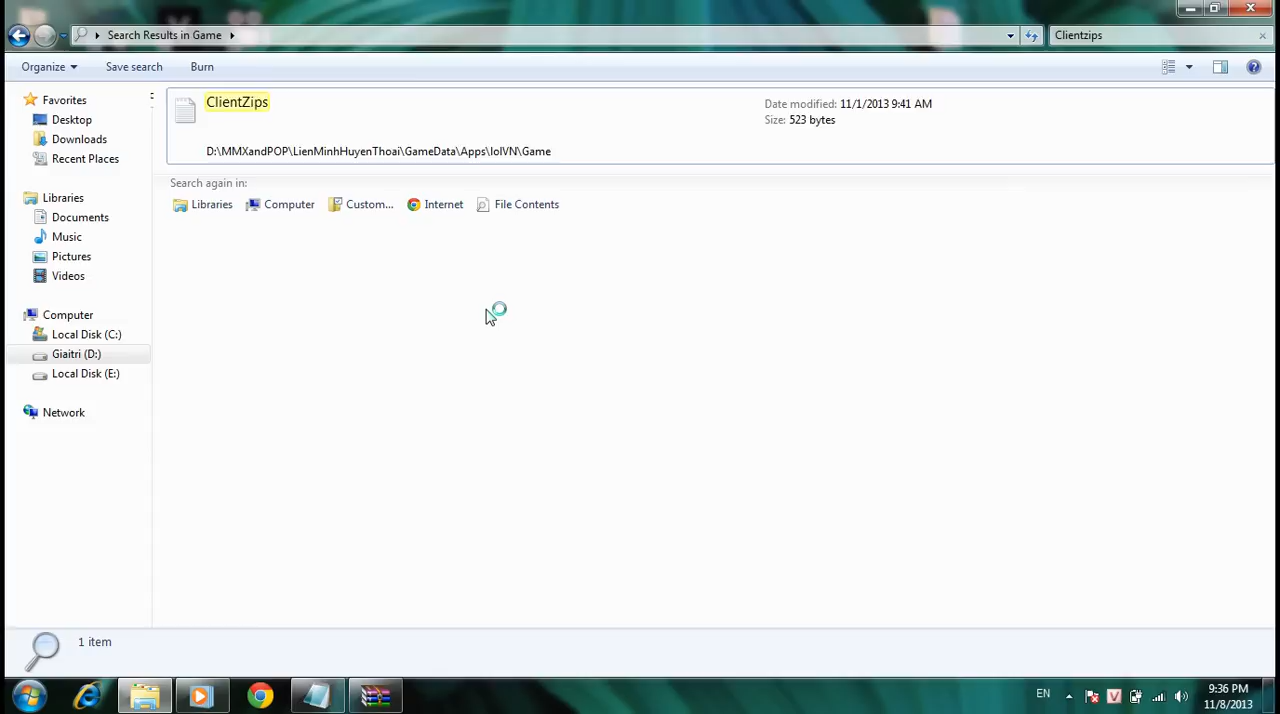 Search Results in Game
Clientzips
Organize
Save search
Burn
Favorites
Desktop
Downloads
Recent Places
Libraries
Documents
Music
Pictures
Videos
Computer
Local Disk (C:)
Giaitri (D:)
Local Disk (E:)
Network
ClientZips
Date modified: 11/1/2013 9:41 AM
Size: 523 bytes
D:\MMXandPOP\LienMinhHuyenThoai\GameData\Apps\lolVN\Game
Search again in:
Libraries Computer Custom... Internet File Contents
1 item
EN
9:36 PM
11/8/2013